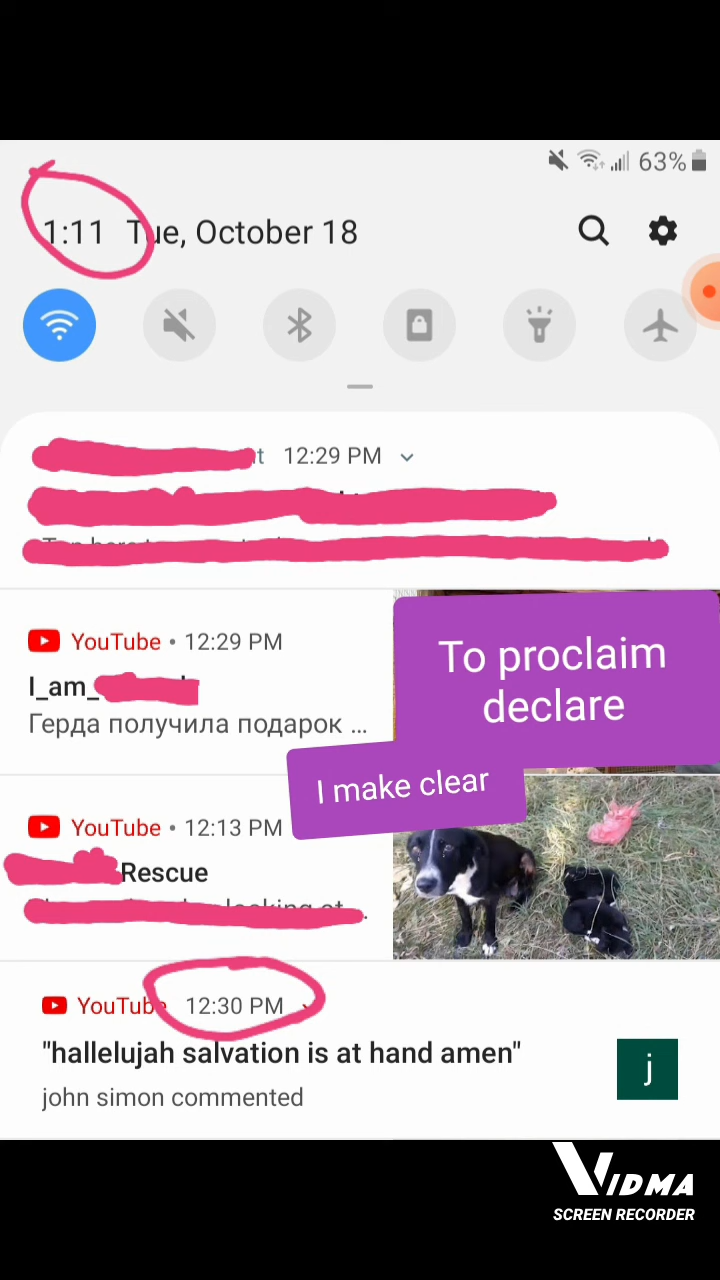 63%
1:11 Tue, October 18
12:29 PM
YouTube • 12:29 PM
I_am_
Герда получила подарок ...
To proclaim
declare
I make clear
YouTube • 12:13 PM
Rescue
YouTube 12:30 PM
"hallelujah salvation is at hand amen"
john simon commented
j
VIDMA
SCREEN RECORDER